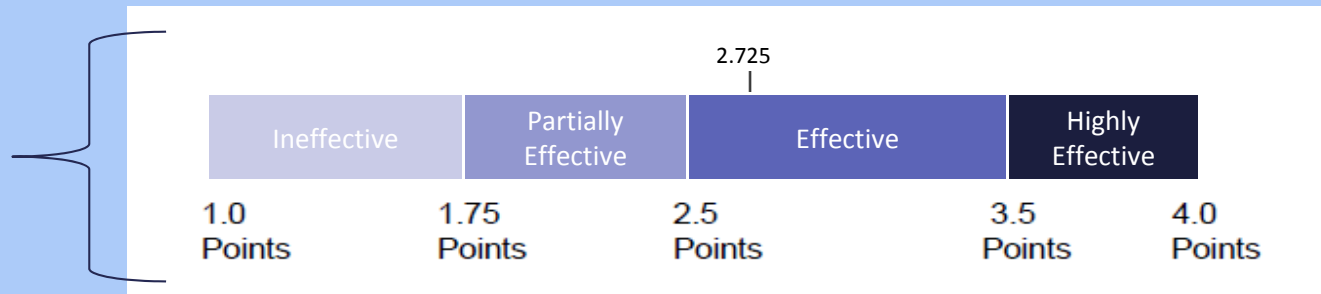 2.725
Ineffective
Partially
Effective
Effective
Highly
Effective
1.0
Points
1.75
Points
2.5
Points
3.5
Points
4.0
Points